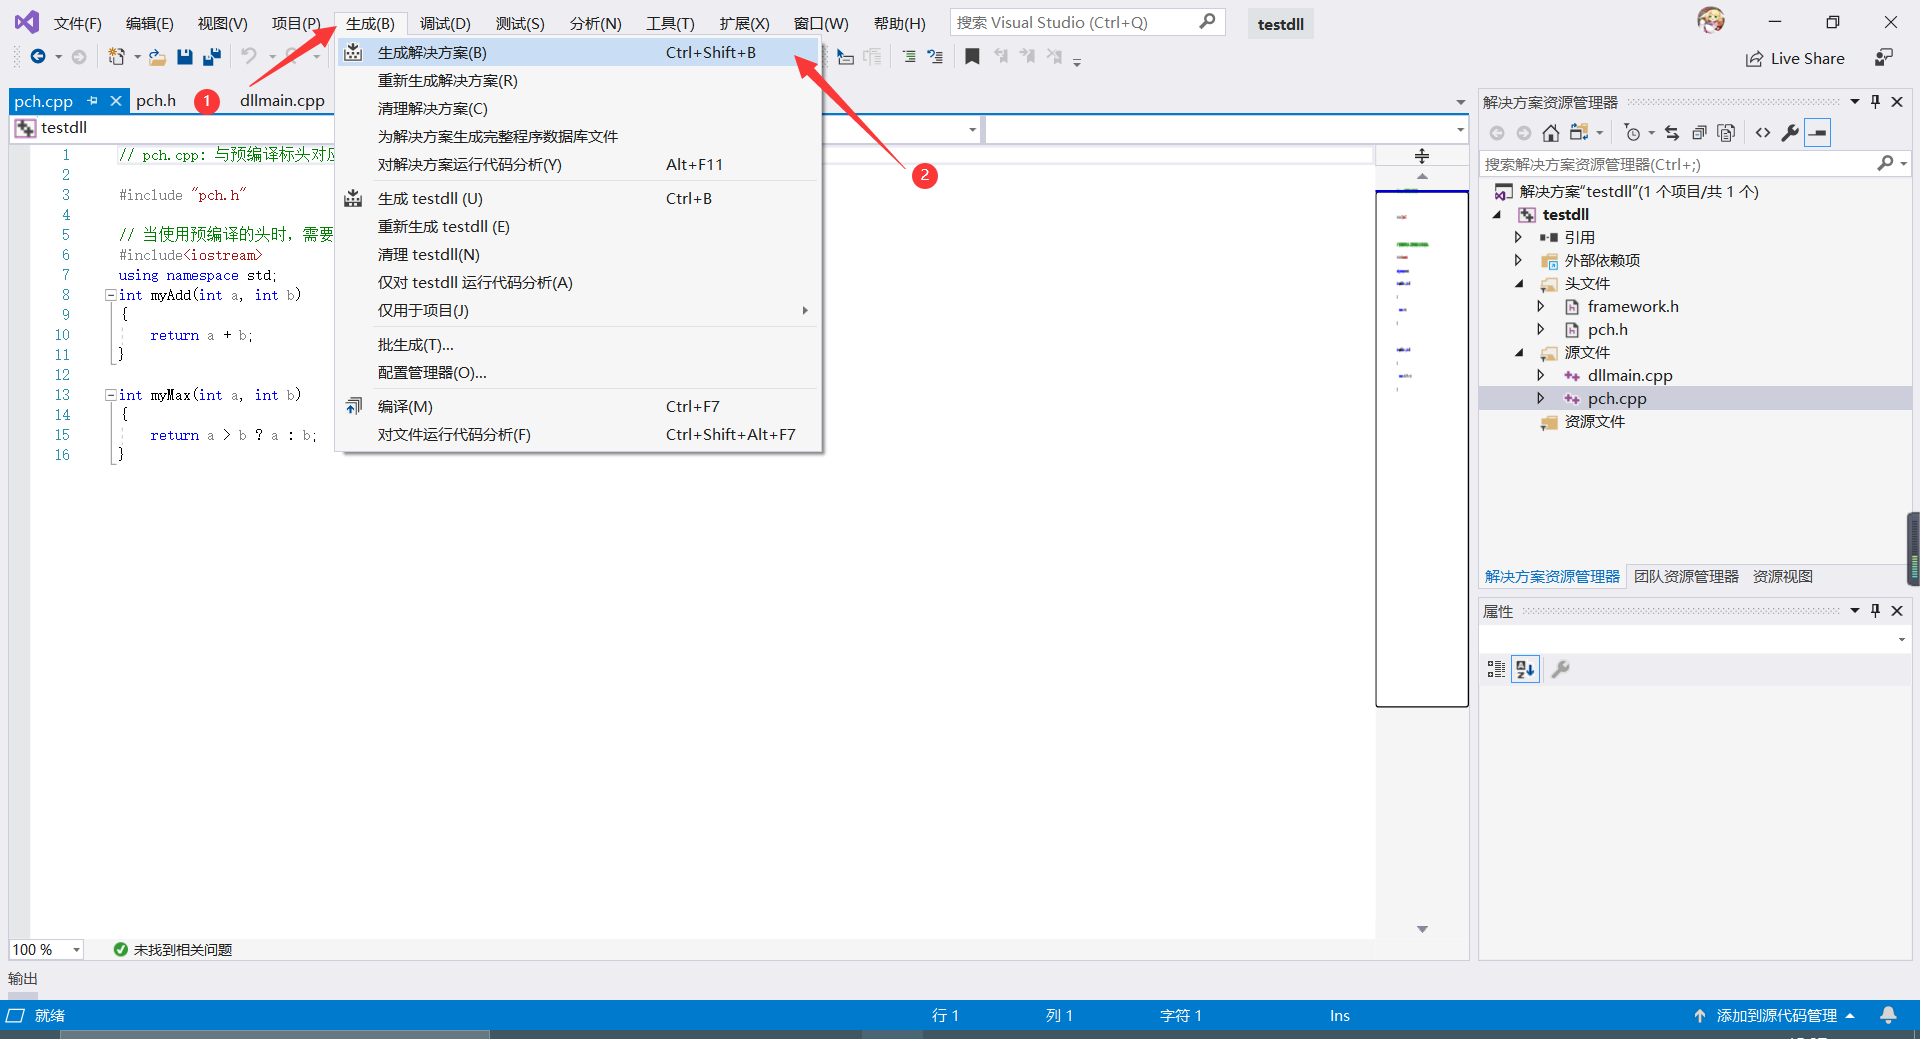 文件(F) 编辑(E) 视图(V) 项目(P) 生成(B) 调试(D) 测试(S) 分析(N) 工具(T) 扩展(X) 窗口(W) 帮助(H) 搜索 Visual Studio (Ctrl+Q) testdll
Live Share
pch.cpp pch.h 1 dllmain.cpp
testdll
生成解决方案(B) Ctrl+Shift+B
重新生成解决方案(R)
清理解决方案(C)
为解决方案生成完整程序数据库文件
对解决方案运行代码分析(Y) Alt+F11
生成 testdll (U) Ctrl+B
重新生成 testdll (E)
清理 testdll(N)
仅对 testdll 运行代码分析(A)
仅用于项目(J)
批生成(T)...
配置管理器(O)...
编译(M) Ctrl+F7
对文件运行代码分析(F) Ctrl+Shift+Alt+F7
2
1 // pch.cpp: 与预编译标头对应
2
3 #include "pch.h"
4
5 // 当使用预编译的头时，需要
6 #include<iostream>
7 using namespace std;
8 int myAdd(int a, int b)
9 {
10 return a + b;
11 }
12
13 int myMax(int a, int b)
14 {
15 return a > b ? a : b;
16 }
解决方案资源管理器
搜索解决方案资源管理器(Ctrl+;)
解决方案"testdll"(1 个项目/共 1 个)
testdll
引用
外部依赖项
头文件
framework.h
pch.h
源文件
dllmain.cpp
pch.cpp
资源文件
解决方案资源管理器 团队资源管理器 资源视图
属性
100 % 未找到相关问题
输出
就绪 行 1 列 1 字符 1 Ins 添加到源代码管理